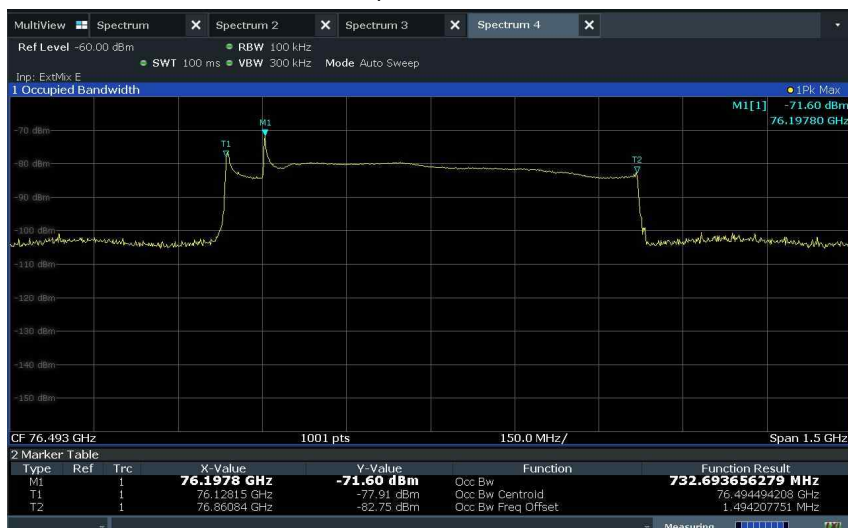 MultiView Spectrum X Spectrum 2 X Spectrum 3 X Spectrum 4 X
Ref Level -60.00 dBm RBW 100 kHz
SWT 100 ms VBW 300 kHz Mode Auto Sweep
Inp: ExtMix E
1 Occupied Bandwidth 1Pk Max
M1[1] -71.60 dBm
76.19780 GHz
M1
-70 dBm
T1
T2
-80 dBm
-90 dBm
-100 dBm
-110 dBm
-120 dBm
-130 dBm
-140 dBm
-150 dBm
CF 76.493 GHz 1001 pts 150.0 MHz/ Span 1.5 GHz
2 Marker Table
Type Ref Trc X-Value Y-Value Function Function Result
M1 1 76.1978 GHz -71.60 dBm Occ Bw 732.693656279 MHz
T1 1 76.12815 GHz -77.91 dBm Occ Bw Centroid 76.494494208 GHz
T2 1 76.86084 GHz -82.75 dBm Occ Bw Freq Offset 1.494207751 MHz
Measuring